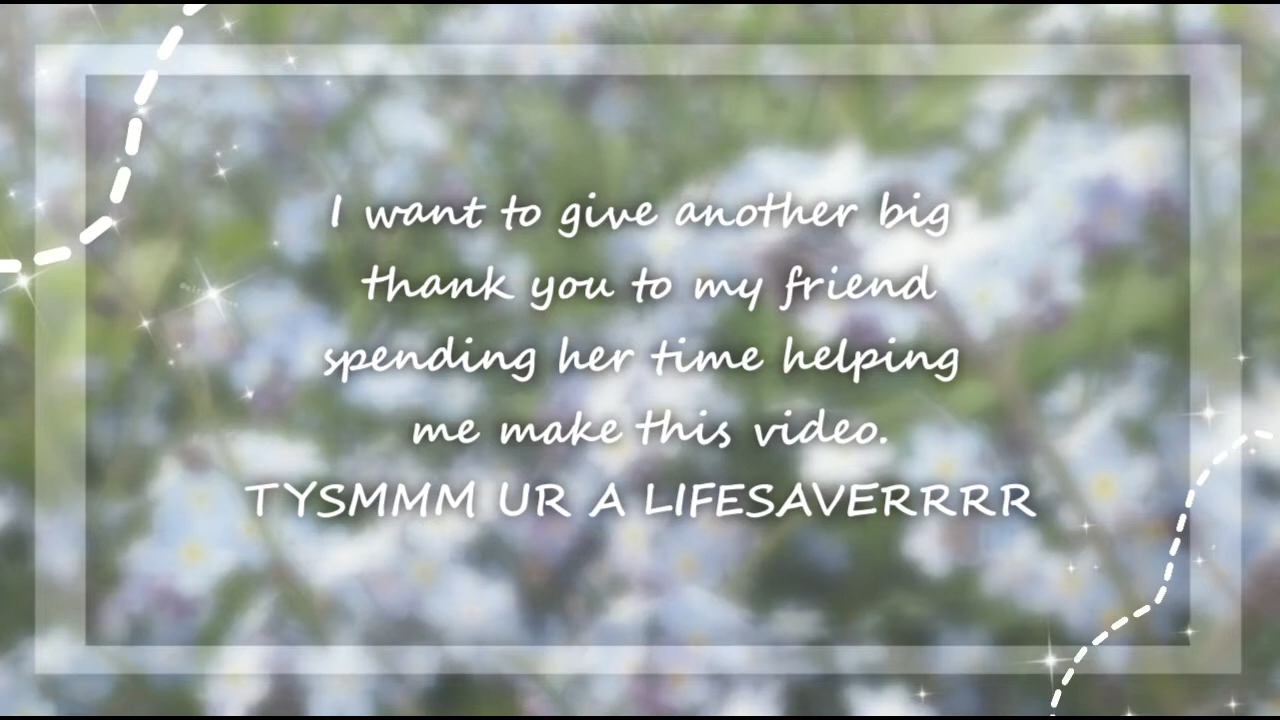 I want to give another big
thank you to my friend
spending her time helping
me make this video.
TYSMMM UR A LIFESAVERRRR